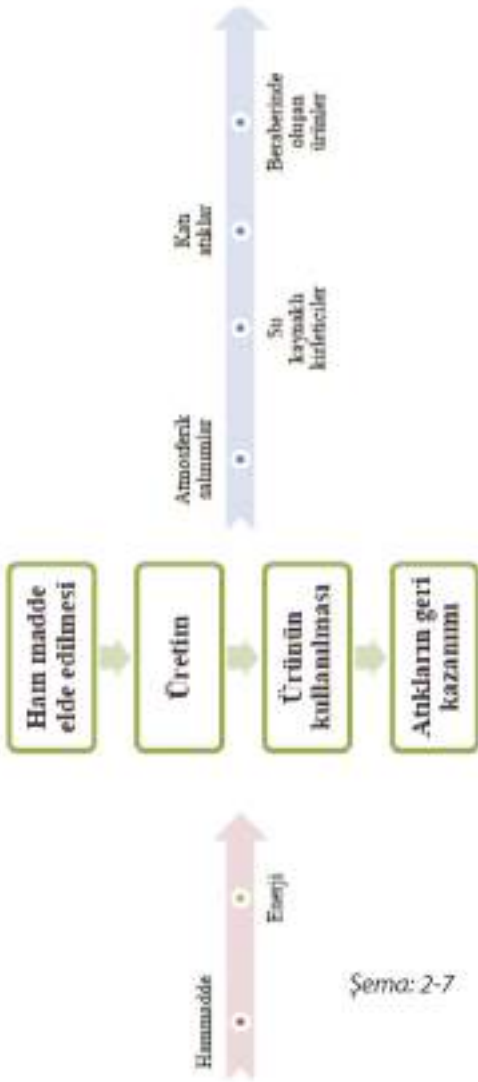 Hammadde
Enerji
Ham madde
elde edilmesi
Üretim
Ürünün
kullanılması
Atıkların geri
kazanımı
Atmosferik
salınımlar
Su
kaynaklı
kirleticiler
Katı
atıklar
Beraberinde
oluşan
ürünler
Şema: 2-7